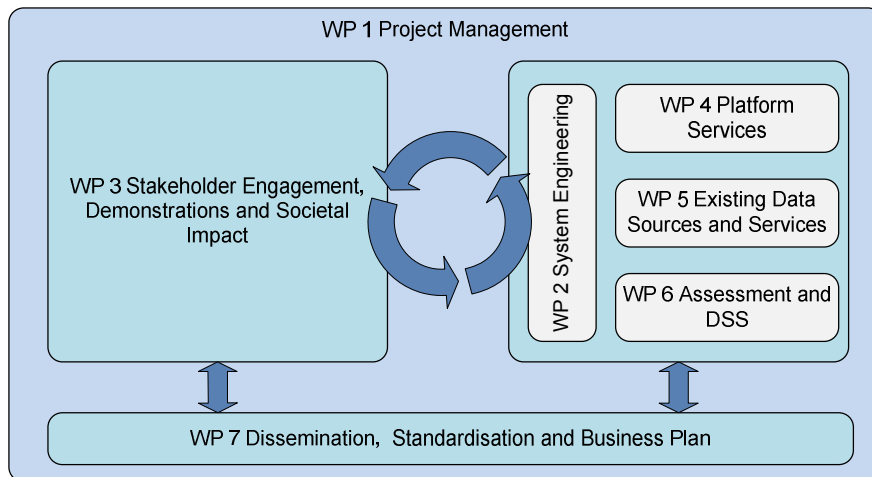 WP 1 Project Management
WP 3 Stakeholder Engagement,
Demonstrations and Societal
Impact
WP 2 System Engineering
WP 4 Platform
Services
WP 5 Existing Data
Sources and Services
WP 6 Assessment and
DSS
WP 7 Dissemination, Standardisation and Business Plan